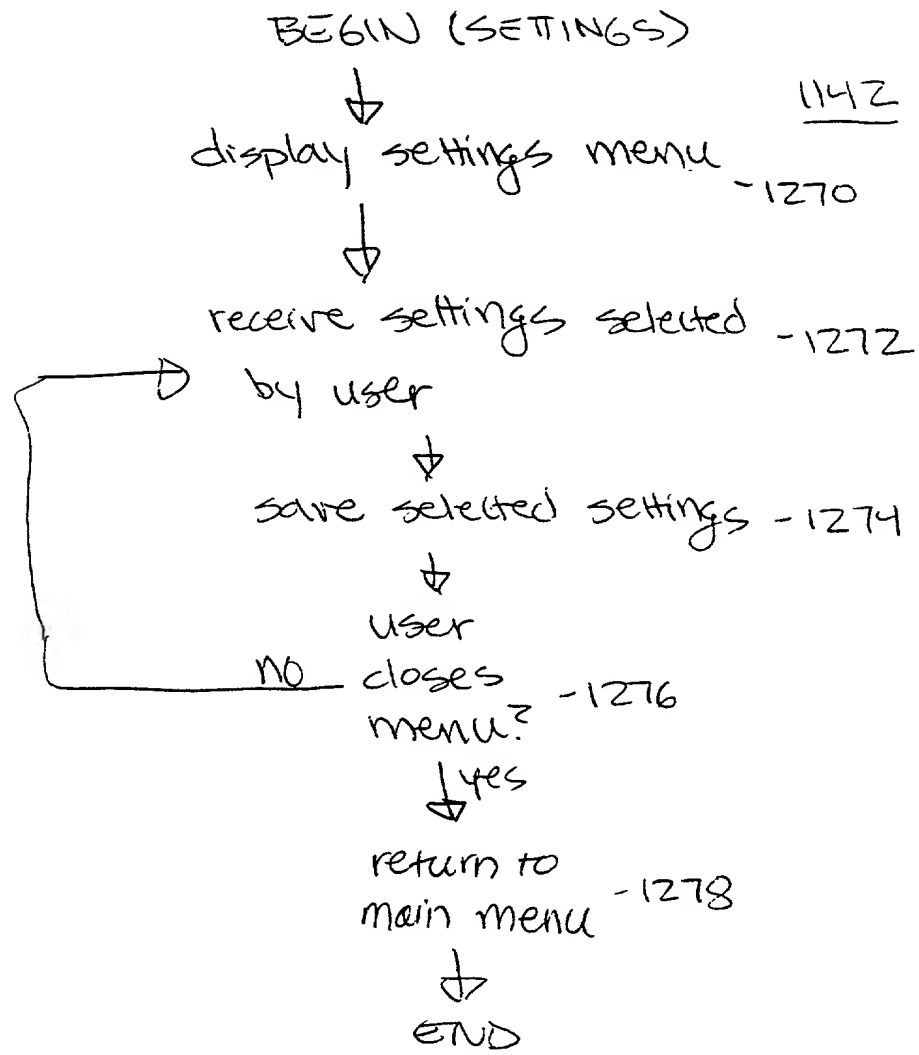 BEGIN (SETTINGS)
1142
display settings menu
-1270
receive settings selected -1272
by user
save selected settings -1274
user
no closes -1276
menu?
yes
return to
main menu -1278
END